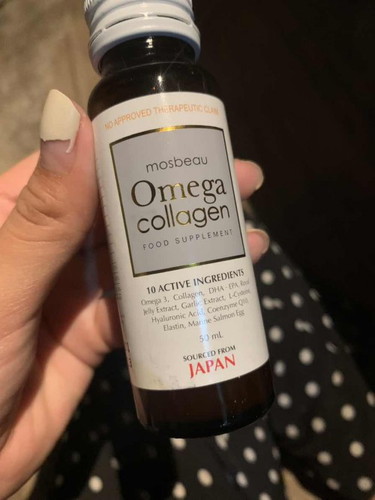 NO APPROVED THERAPEUTIC CLAIM
mosbeau
Omega
collagen
FOOD SUPPLEMENT
10 ACTIVE INGREDIENTS
Omega 3, Collagen, DHA - EPA, Royal
Jelly Extract, Garlic Extract, L-Cystine,
Hyaluronic Acid, Coenzyme Q10,
Elastin, Marine Salmon Egg
50 mL
SOURCED FROM
JAPAN